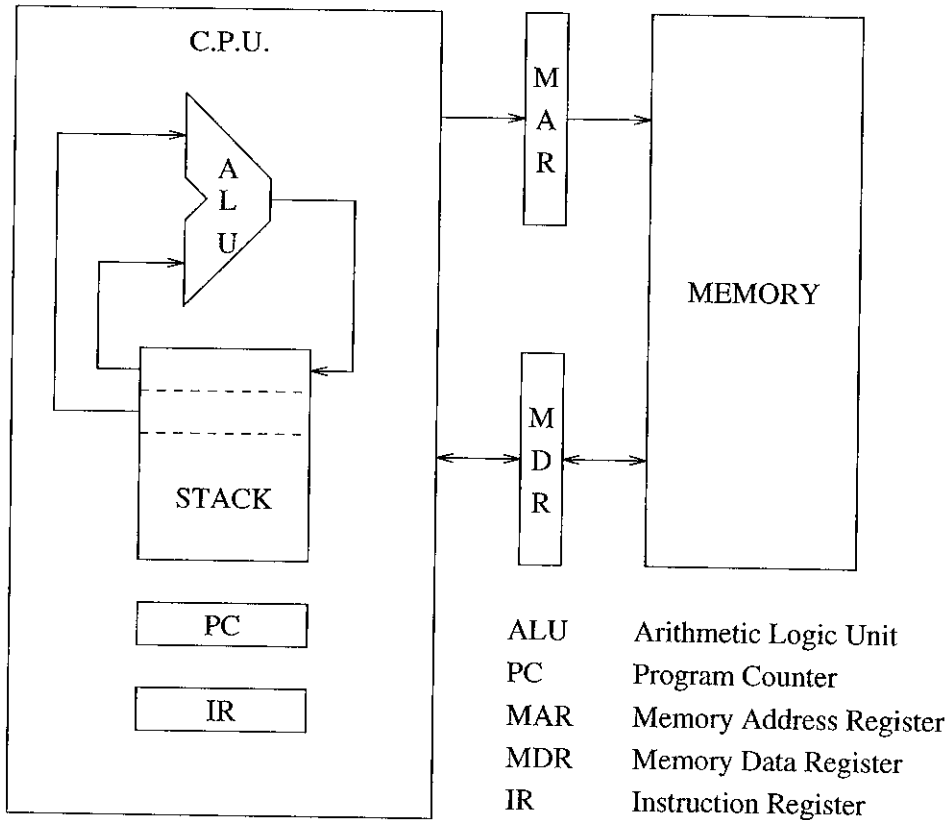 C.P.U.
A
L
U
STACK
PC
IR
M
A
R
M
D
R
MEMORY
ALU Arithmetic Logic Unit
PC Program Counter
MAR Memory Address Register
MDR Memory Data Register
IR Instruction Register